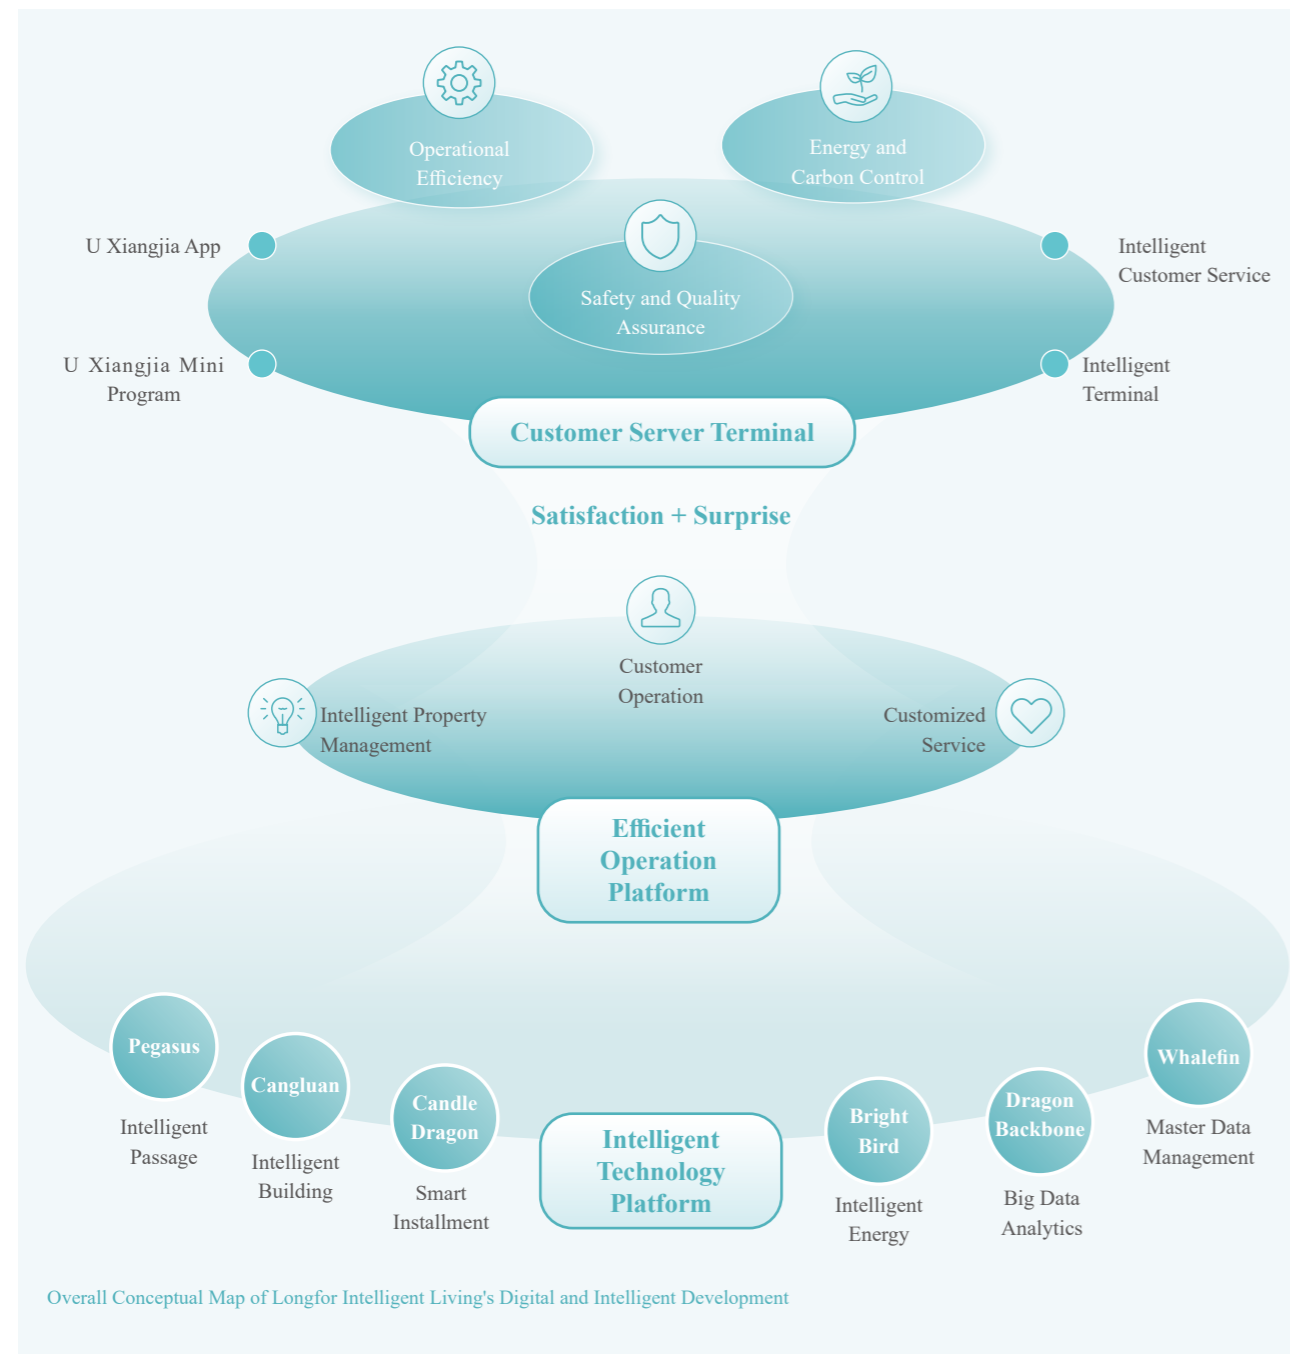 Operational
Efficiency
Energy and
Carbon Control
U Xiangjia App
Safety and Quality
Assurance
Intelligent
Customer Service
U Xiangjia Mini
Program
Intelligent
Terminal
Customer Server Terminal
Satisfaction + Surprise
Customer
Operation
Intelligent Property
Management
Customized
Service
Efficient
Operation
Platform
Pegasus
Intelligent
Passage
Cangluan
Intelligent
Building
Candle
Dragon
Smart
Installment
Intelligent
Technology
Platform
Bright
Bird
Intelligent
Energy
Dragon
Backbone
Big Data
Analytics
Whalefin
Master Data
Management
Overall Conceptual Map of Longfor Intelligent Living's Digital and Intelligent Development